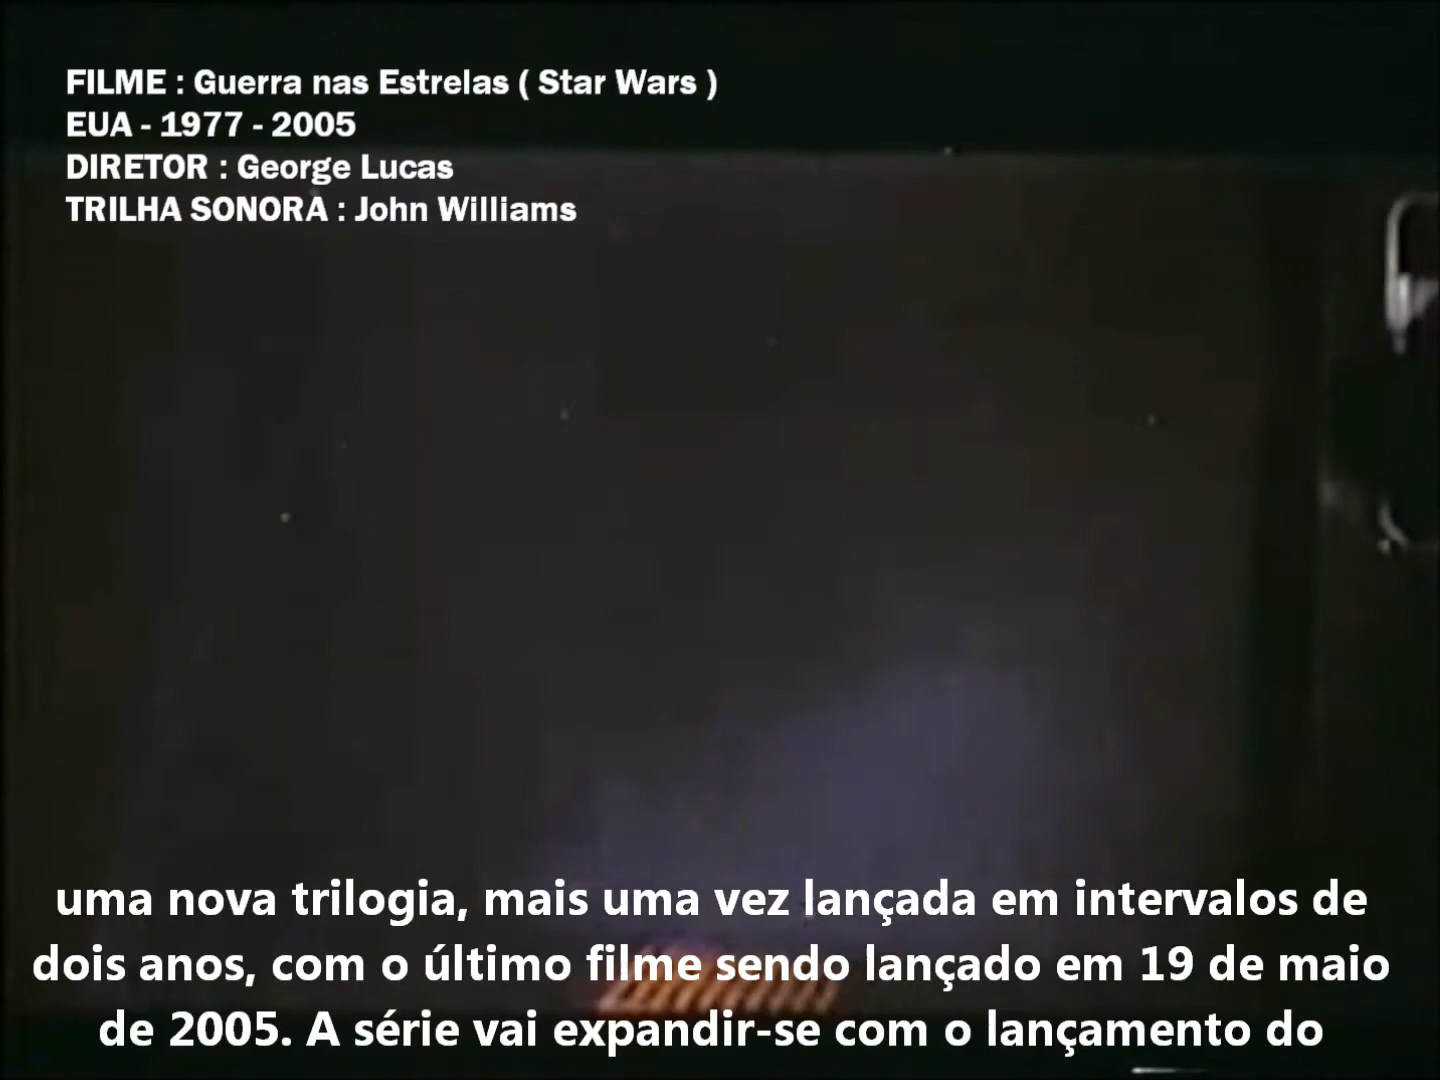 FILME : Guerra nas Estrelas ( Star Wars )
EUA - 1977 - 2005
DIRETOR : George Lucas
TRILHA SONORA : John Williams
uma nova trilogia, mais uma vez lançada em intervalos de
dois anos, com o último filme sendo lançado em 19 de maio
de 2005. A série vai expandir-se com o lançamento do